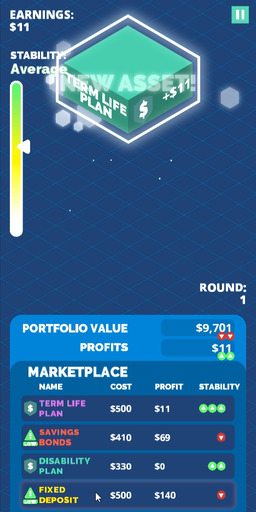 EARNINGS:
$11
STABILITY:
Average
NEW ASSET!
TERM LIFE
PLAN
$
+$11
ROUND:
1
PORTFOLIO VALUE $9,701
PROFITS $11
MARKETPLACE
NAME COST PROFIT STABILITY
TERM LIFE
PLAN $500 $11
SAVINGS
BONDS $410 $69
DISABILITY
PLAN $330 $0
FIXED
DEPOSIT $500 $140